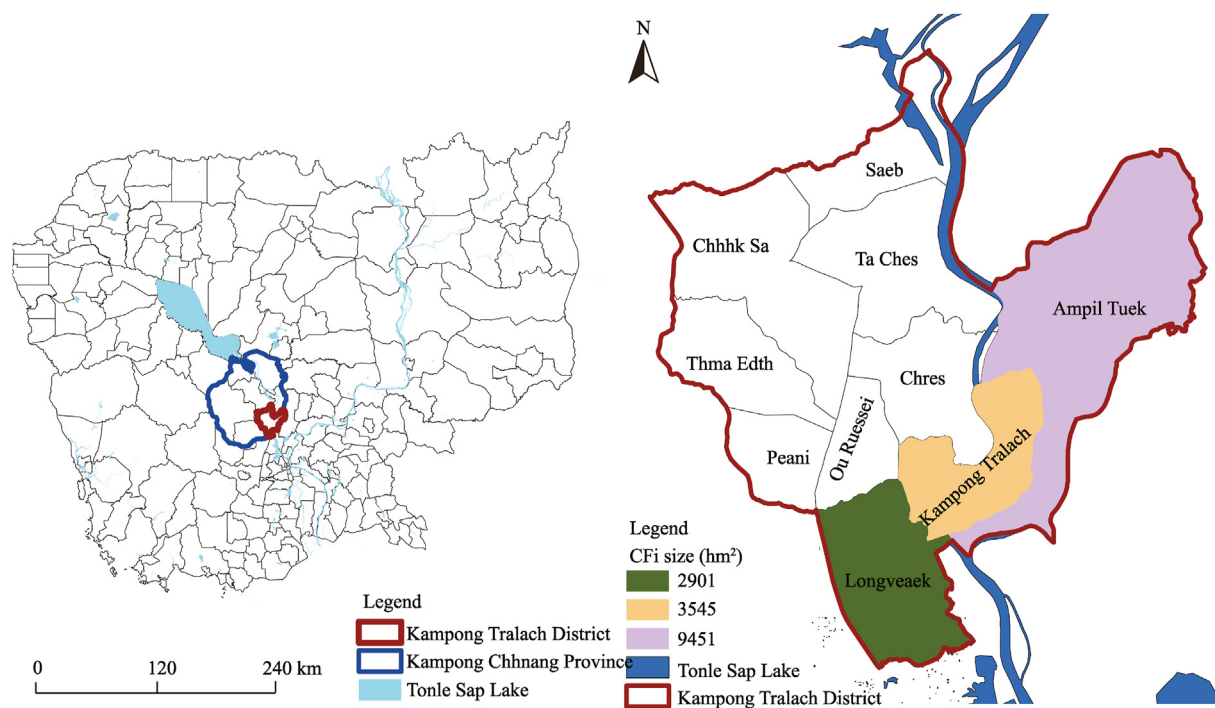 Legend
Kampong Tralach District
Kampong Chhnang Province
Tonle Sap Lake
0 120 240 km
N
Saeb
Chhhk Sa
Ta Ches
Ampil Tuek
Thma Edth
Chres
Ou Ruessei
Peani
Kampong Tralach
Longveaek
Legend
CFi size (hm²)
2901
3545
9451
Tonle Sap Lake
Kampong Tralach District